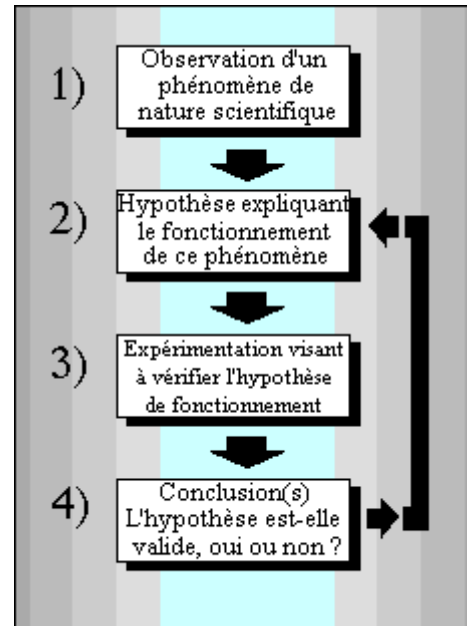 1)
Observation d'un
phénomène de
nature scientifique
2)
Hypothèse expliquant
le fonctionnement
de ce phénomène
3)
Expérimentation visant
à vérifier l'hypothèse
de fonctionnement
4)
Conclusion(s)
L'hypothèse est-elle
valide, oui ou non ?